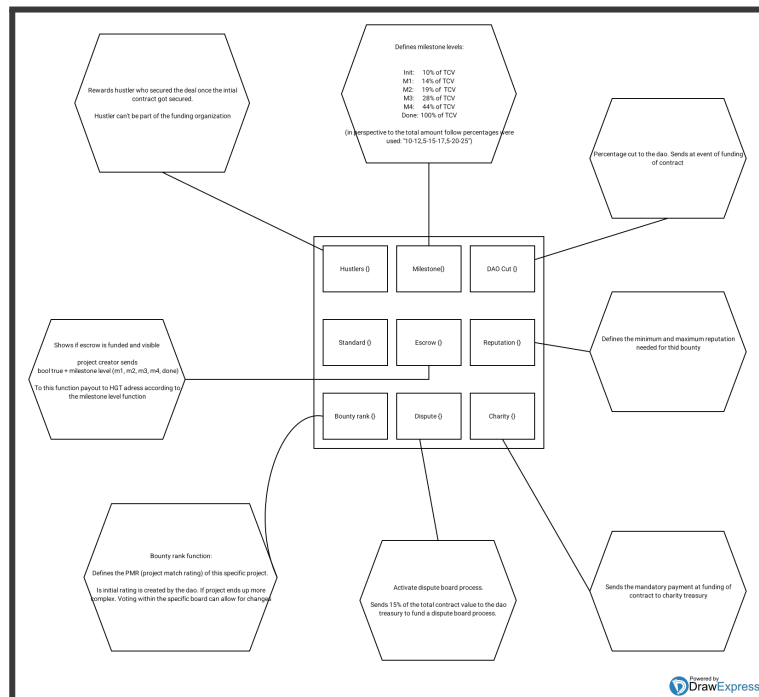 Rewards hustler who secured the deal once the intial
contract got secured.
Hustler can't be part of the funding organization
Defines milestone levels:
Init: 10% of TCV
M1: 14% of TCV
M2: 19% of TCV
M3: 28% of TCV
M4: 44% of TCV
Done: 100% of TCV
(in perspective to the total amount follow percentages were
used: "10-12,5-15-17,5-20-25")
Percentage cut to the dao. Sends at event of funding
of contract
Hustlers {}
Milestone{}
DAO Cut {}
Standard {}
Escrow {}
Reputation {}
Bounty rank {}
Dispute {}
Charity {}
Shows if escrow is funded and visible
project creator sends
bool true + milestone level (m1, m2, m3, m4, done)
To this function payout to HGT adress according to
the milestone level function
Defines the minimum and maximum reputation
needed for thid bounty
Bounty rank function:
Defines the PMR (project match rating) of this specific project.
Is initial rating is created by the dao. If project ends up more
complex. Voting within the specific board can allow for changes
Activate dispute board process.
Sends 15% of the total contract value to the dao
treasury to fund a dispute board process.
Sends the mandatory payment at funding of
contract to charity treasury
Powered by
DrawExpress